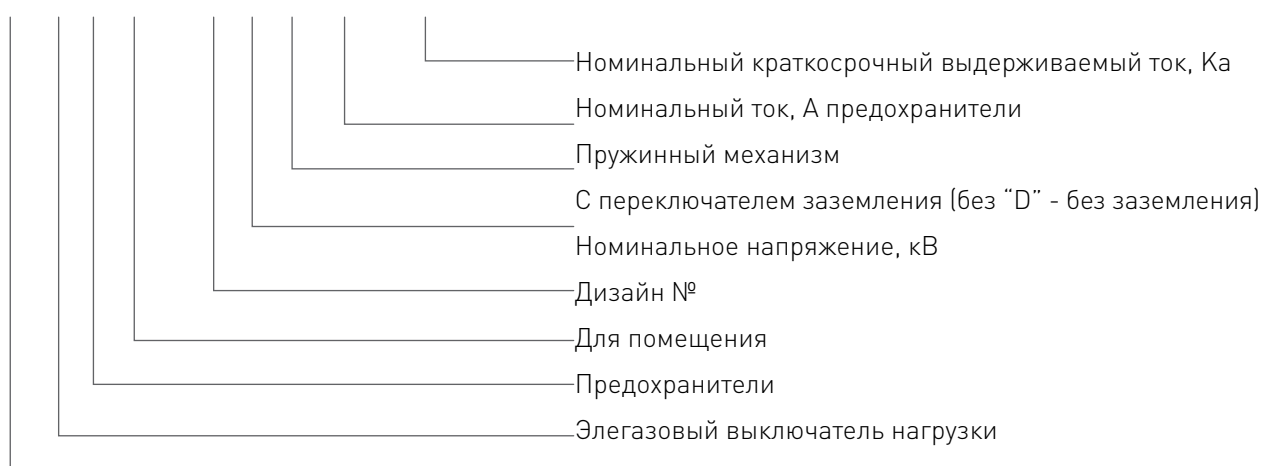 Номинальный краткосрочный выдерживаемый ток, Ка
Номинальный ток, А предохранители
Пружинный механизм
С переключателем заземления (без “D” - без заземления)
Номинальное напряжение, кВ
Дизайн №
Для помещения
Предохранители
Элегазовый выключатель нагрузки